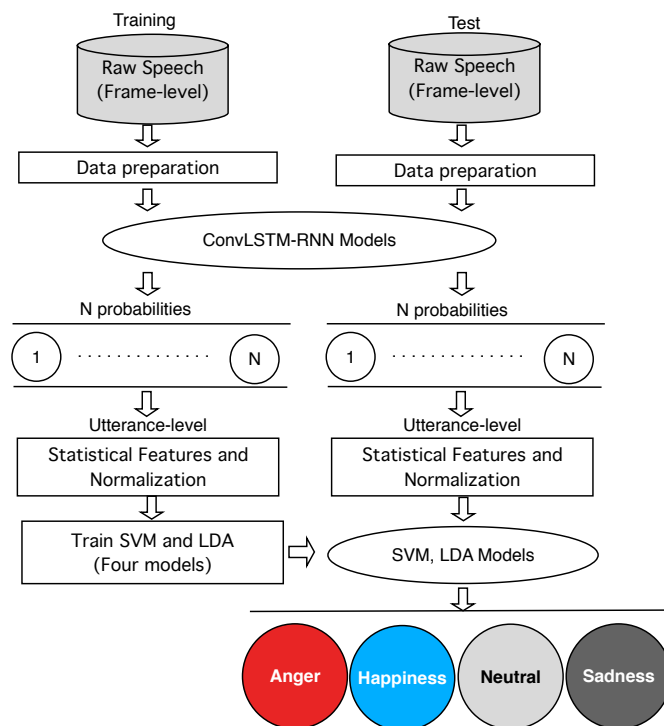 Training
Test
Raw Speech
(Frame-level)
Raw Speech
(Frame-level)
Data preparation
Data preparation
ConvLSTM-RNN Models
N probabilities
N probabilities
1 . . . . . . . . . . . . . . . . . N
1 . . . . . . . . . . . . . . . . . N
Utterance-level
Utterance-level
Statistical Features and
Normalization
Statistical Features and
Normalization
Train SVM and LDA
(Four models)
SVM, LDA Models
Anger
Happiness
Neutral
Sadness